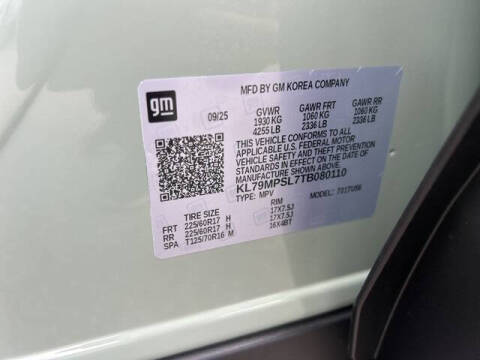 gm
MFD BY GM KOREA COMPANY
09/25 GVWR GAWR FRT GAWR RR
1930 KG 1060 KG 1060 KG
4255 LB 2336 LB 2336 LB
THIS VEHICLE CONFORMS TO ALL
APPLICABLE U.S. FEDERAL MOTOR
VEHICLE SAFETY AND THEFT PREVENTION
STANDARDS IN EFFECT ON THE DATE OF
MANUFACTURE SHOWN ABOVE.
KL79MPSL7TB080110
TYPE: MPV MODEL:
TIRE SIZE RIM
FRT 225/60R17 H 17X7.5J
RR 225/60R17 H 17X7.5J
SPA T125/70R16 M 16X4BT